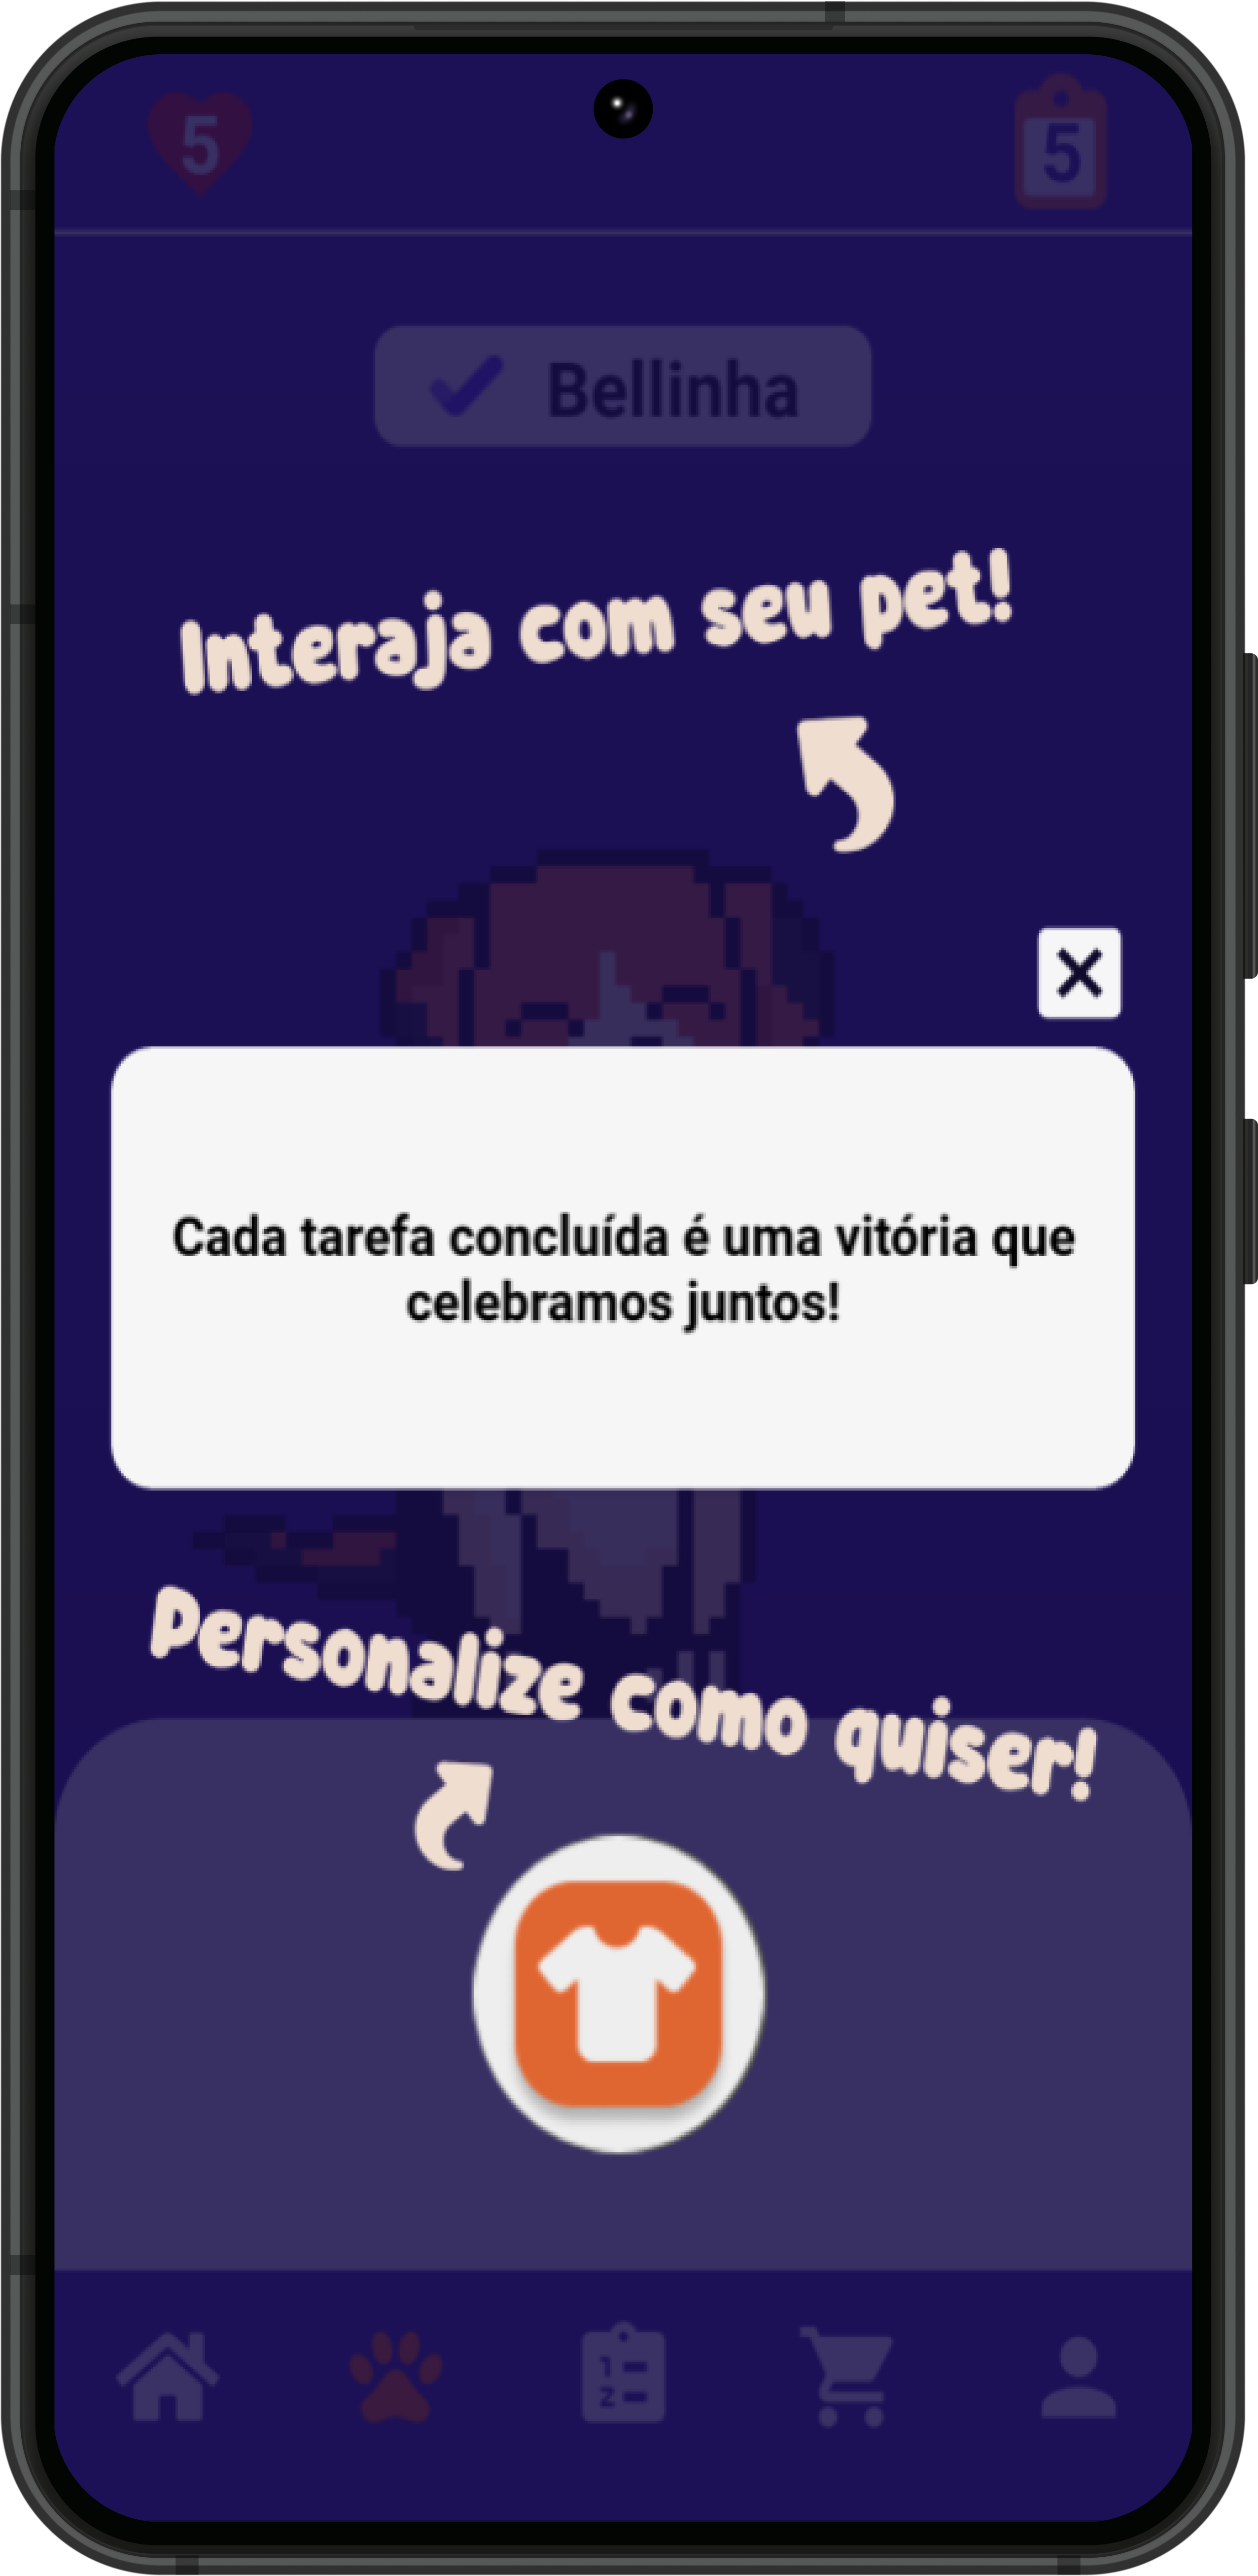 5
5
Bellinha
Interaja com seu pet!
Cada tarefa concluída é uma vitória que
celebramos juntos!
Personalize como quiser!
1
2